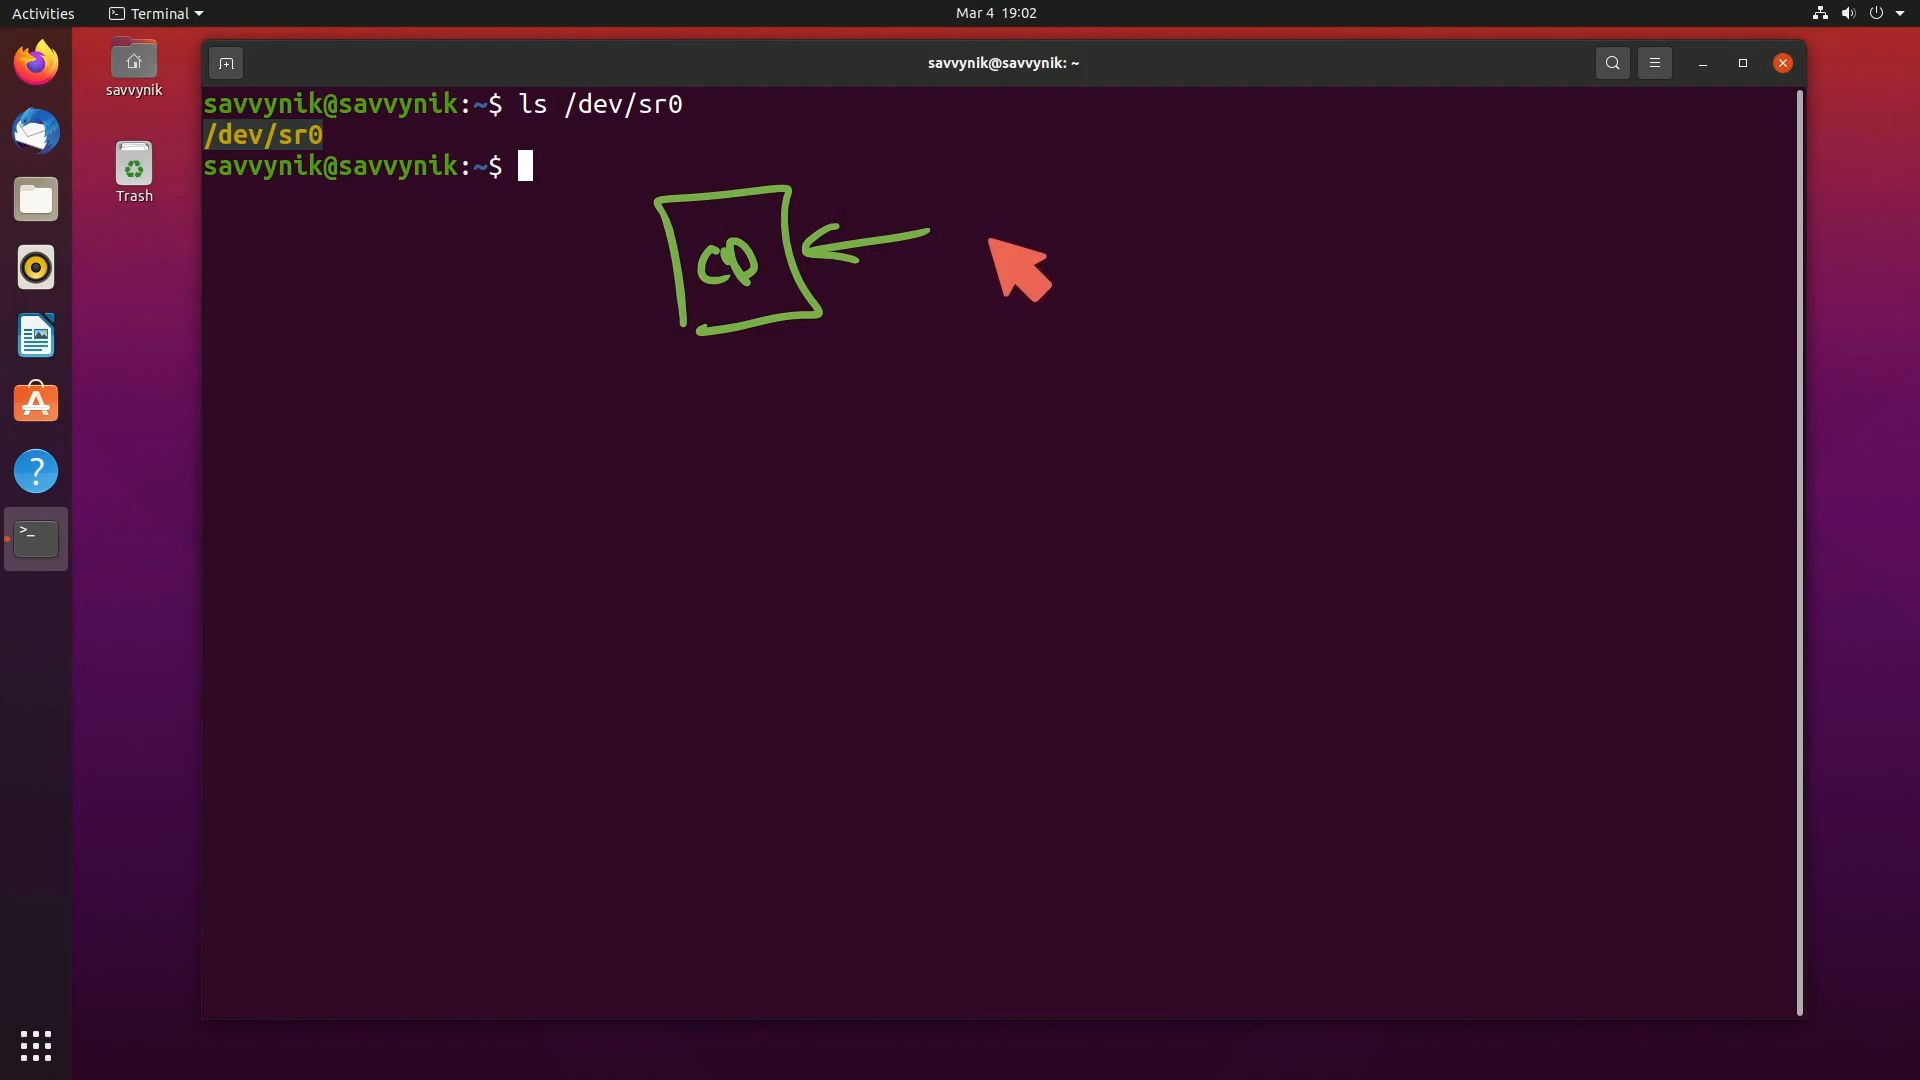 Activities
Terminal
Mar 4 19:02
savvynik
Trash
savvynik@savvynik: ~
savvynik@savvynik:~$ ls /dev/sr0
/dev/sr0
savvynik@savvynik:~$
CD